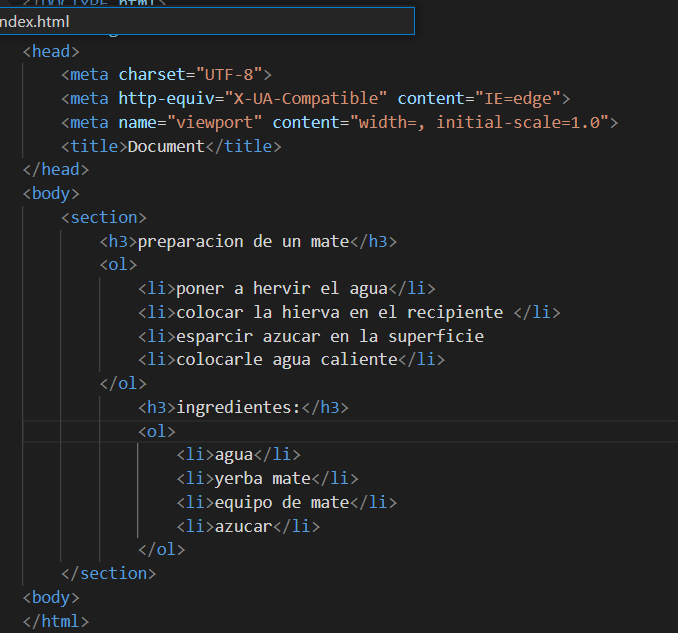 <!DOCTYPE html>
ndex.html
<head>
<meta charset="UTF-8">
<meta http-equiv="X-UA-Compatible" content="IE=edge">
<meta name="viewport" content="width=, initial-scale=1.0">
<title>Document</title>
</head>
<body>
<section>
<h3>preparacion de un mate</h3>
<ol>
<li>poner a hervir el agua</li>
<li>colocar la hierva en el recipiente </li>
<li>esparcir azucar en la superficie
<li>colocarle agua caliente</li>
</ol>
<h3>ingredientes:</h3>
<ol>
<li>agua</li>
<li>yerba mate</li>
<li>equipo de mate</li>
<li>azucar</li>
</ol>
</section>
<body>
</html>